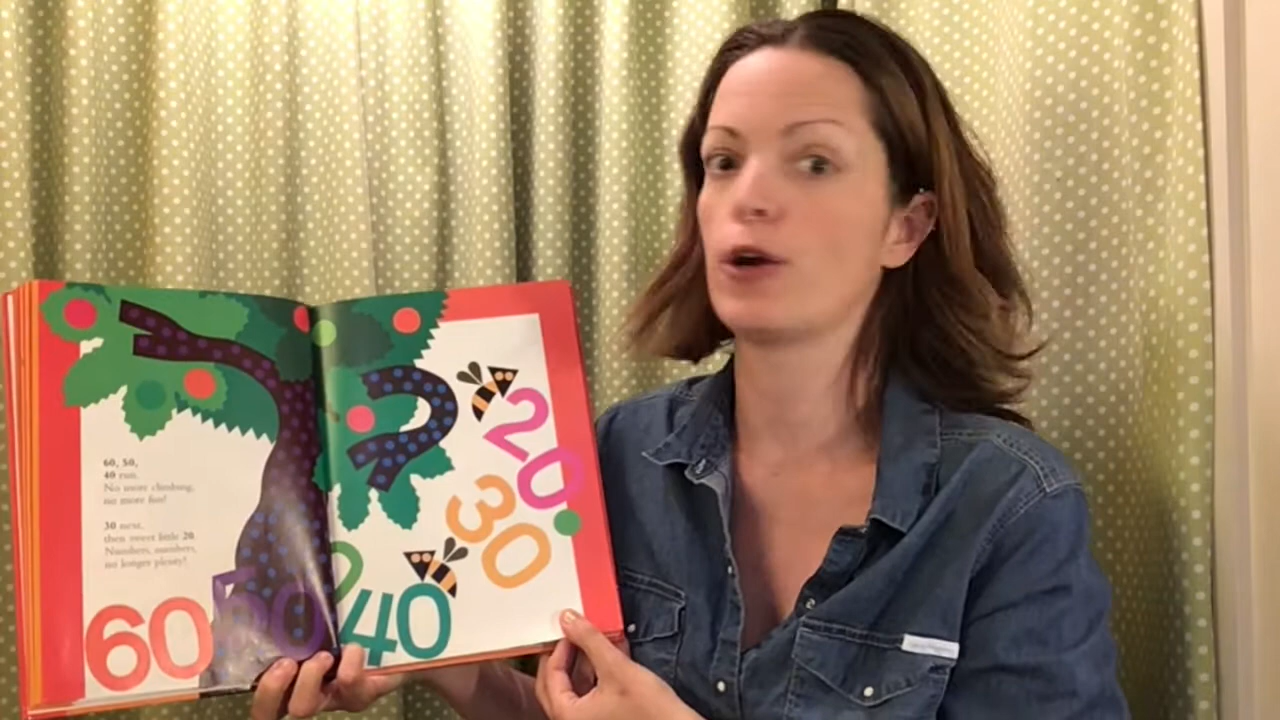 60, 50,
40 run.
No more climbing,
no more fun!
30 next,
then sweet little 20.
Numbers, numbers,
no longer plenty!
20
30
40
60